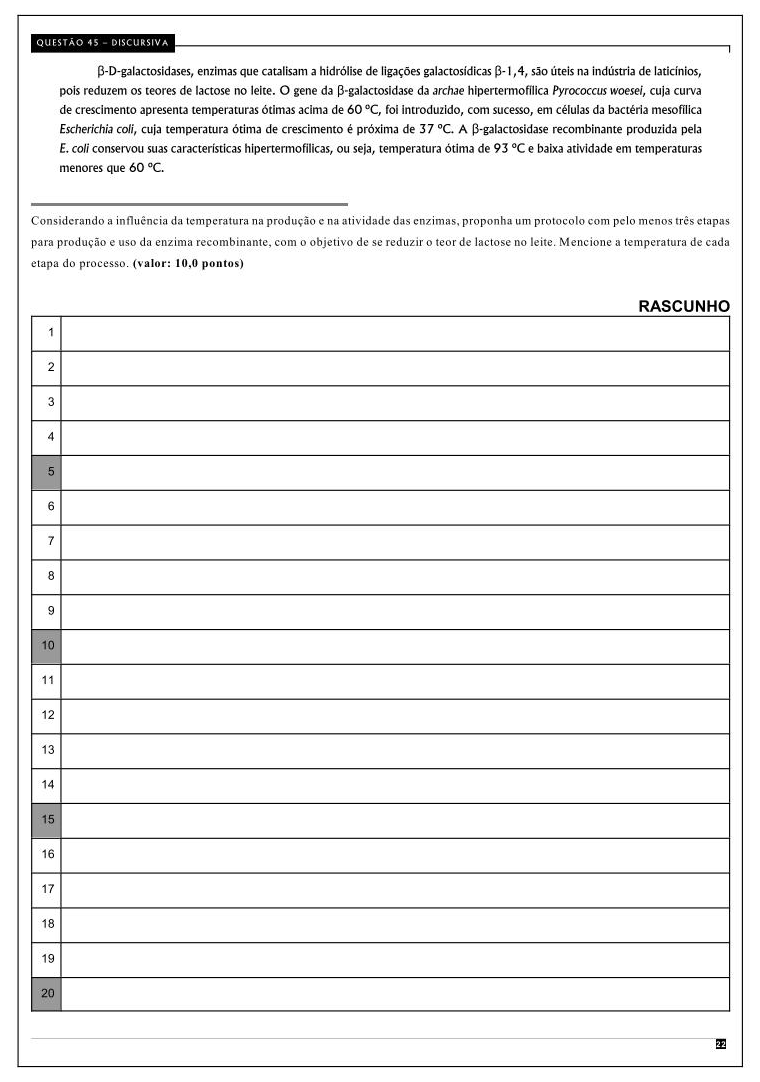 QUESTÃO 45 – DISCURSIVA
β-D-galactosidases, enzimas que catalisam a hidrólise de ligações galactosídicas β-1,4, são úteis na indústria de laticínios,
pois reduzem os teores de lactose no leite. O gene da β-galactosidase da archae hipertermofílica Pyrococcus woesei, cuja curva
de crescimento apresenta temperaturas ótimas acima de 60 ºC, foi introduzido, com sucesso, em células da bactéria mesofílica
Escherichia coli, cuja temperatura ótima de crescimento é próxima de 37 ºC. A β-galactosidase recombinante produzida pela
E. coli conservou suas características hipertermofílicas, ou seja, temperatura ótima de 93 ºC e baixa atividade em temperaturas
menores que 60 ºC.
Considerando a influência da temperatura na produção e na atividade das enzimas, proponha um protocolo com pelo menos três etapas
para produção e uso da enzima recombinante, com o objetivo de se reduzir o teor de lactose no leite. Mencione a temperatura de cada
etapa do processo. (valor: 10,0 pontos)
RASCUNHO
1
2
3
4
5
6
7
8
9
10
11
12
13
14
15
16
17
18
19
20
22